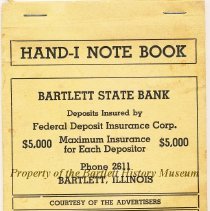 HAND-I NOTE BOOK
BARTLETT STATE BANK
Deposits Insured by
Federal Deposit Insurance Corp.
$5,000 Maximum Insurance for Each Depositor $5,000
Phone 2611
Property of the Bartlett History Museum
BARTLETT, ILLINOIS
COURTESY OF THE ADVERTISERS